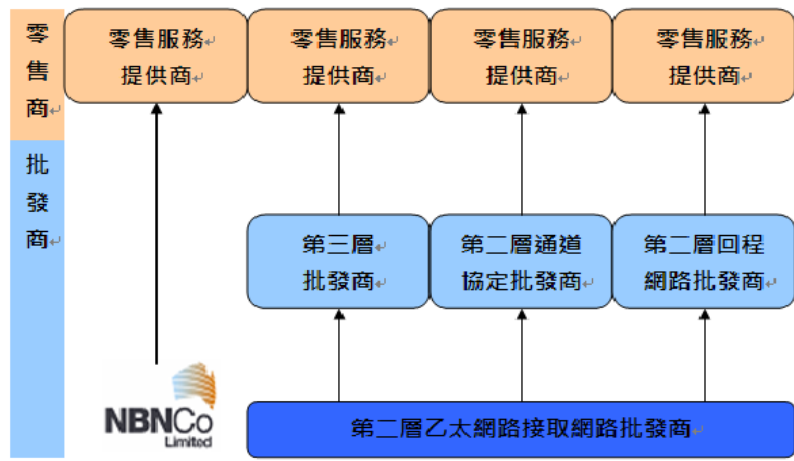 零
售
商
零售服務
提供商
零售服務
提供商
零售服務
提供商
零售服務
提供商
批
發
商
第三層
批發商
第二層通道
協定批發商
第二層回程
網路批發商
NBNCo
Limited
第二層乙太網路接取網路批發商